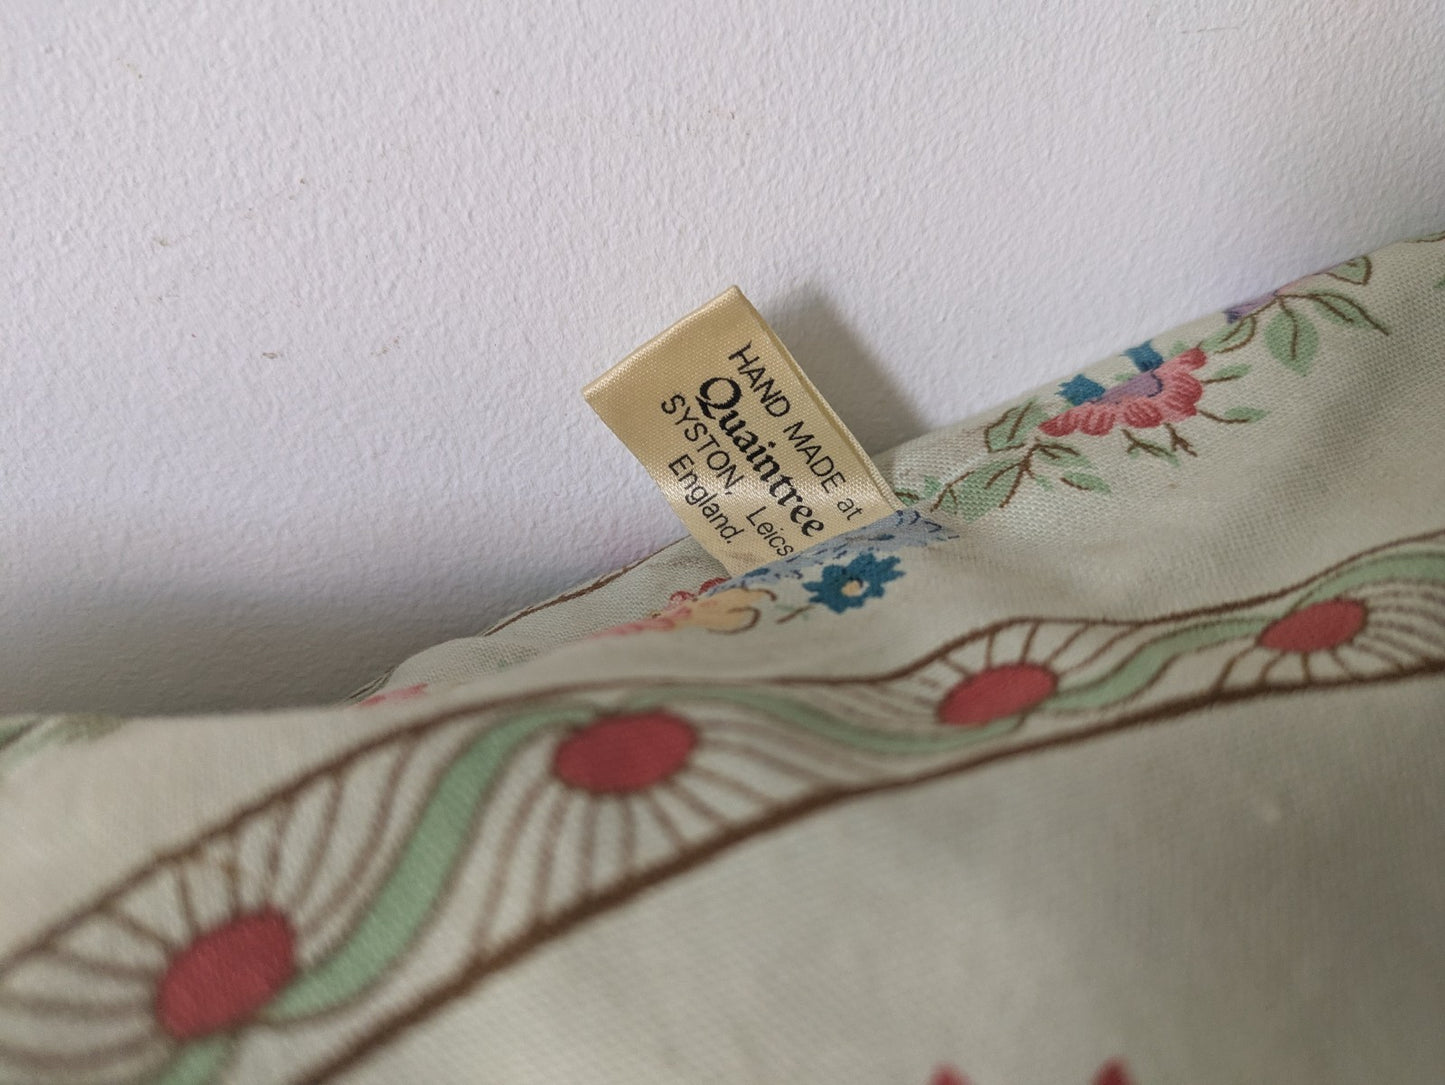 HAND MADE at
Quaintree
SYSTON, Leics
England.